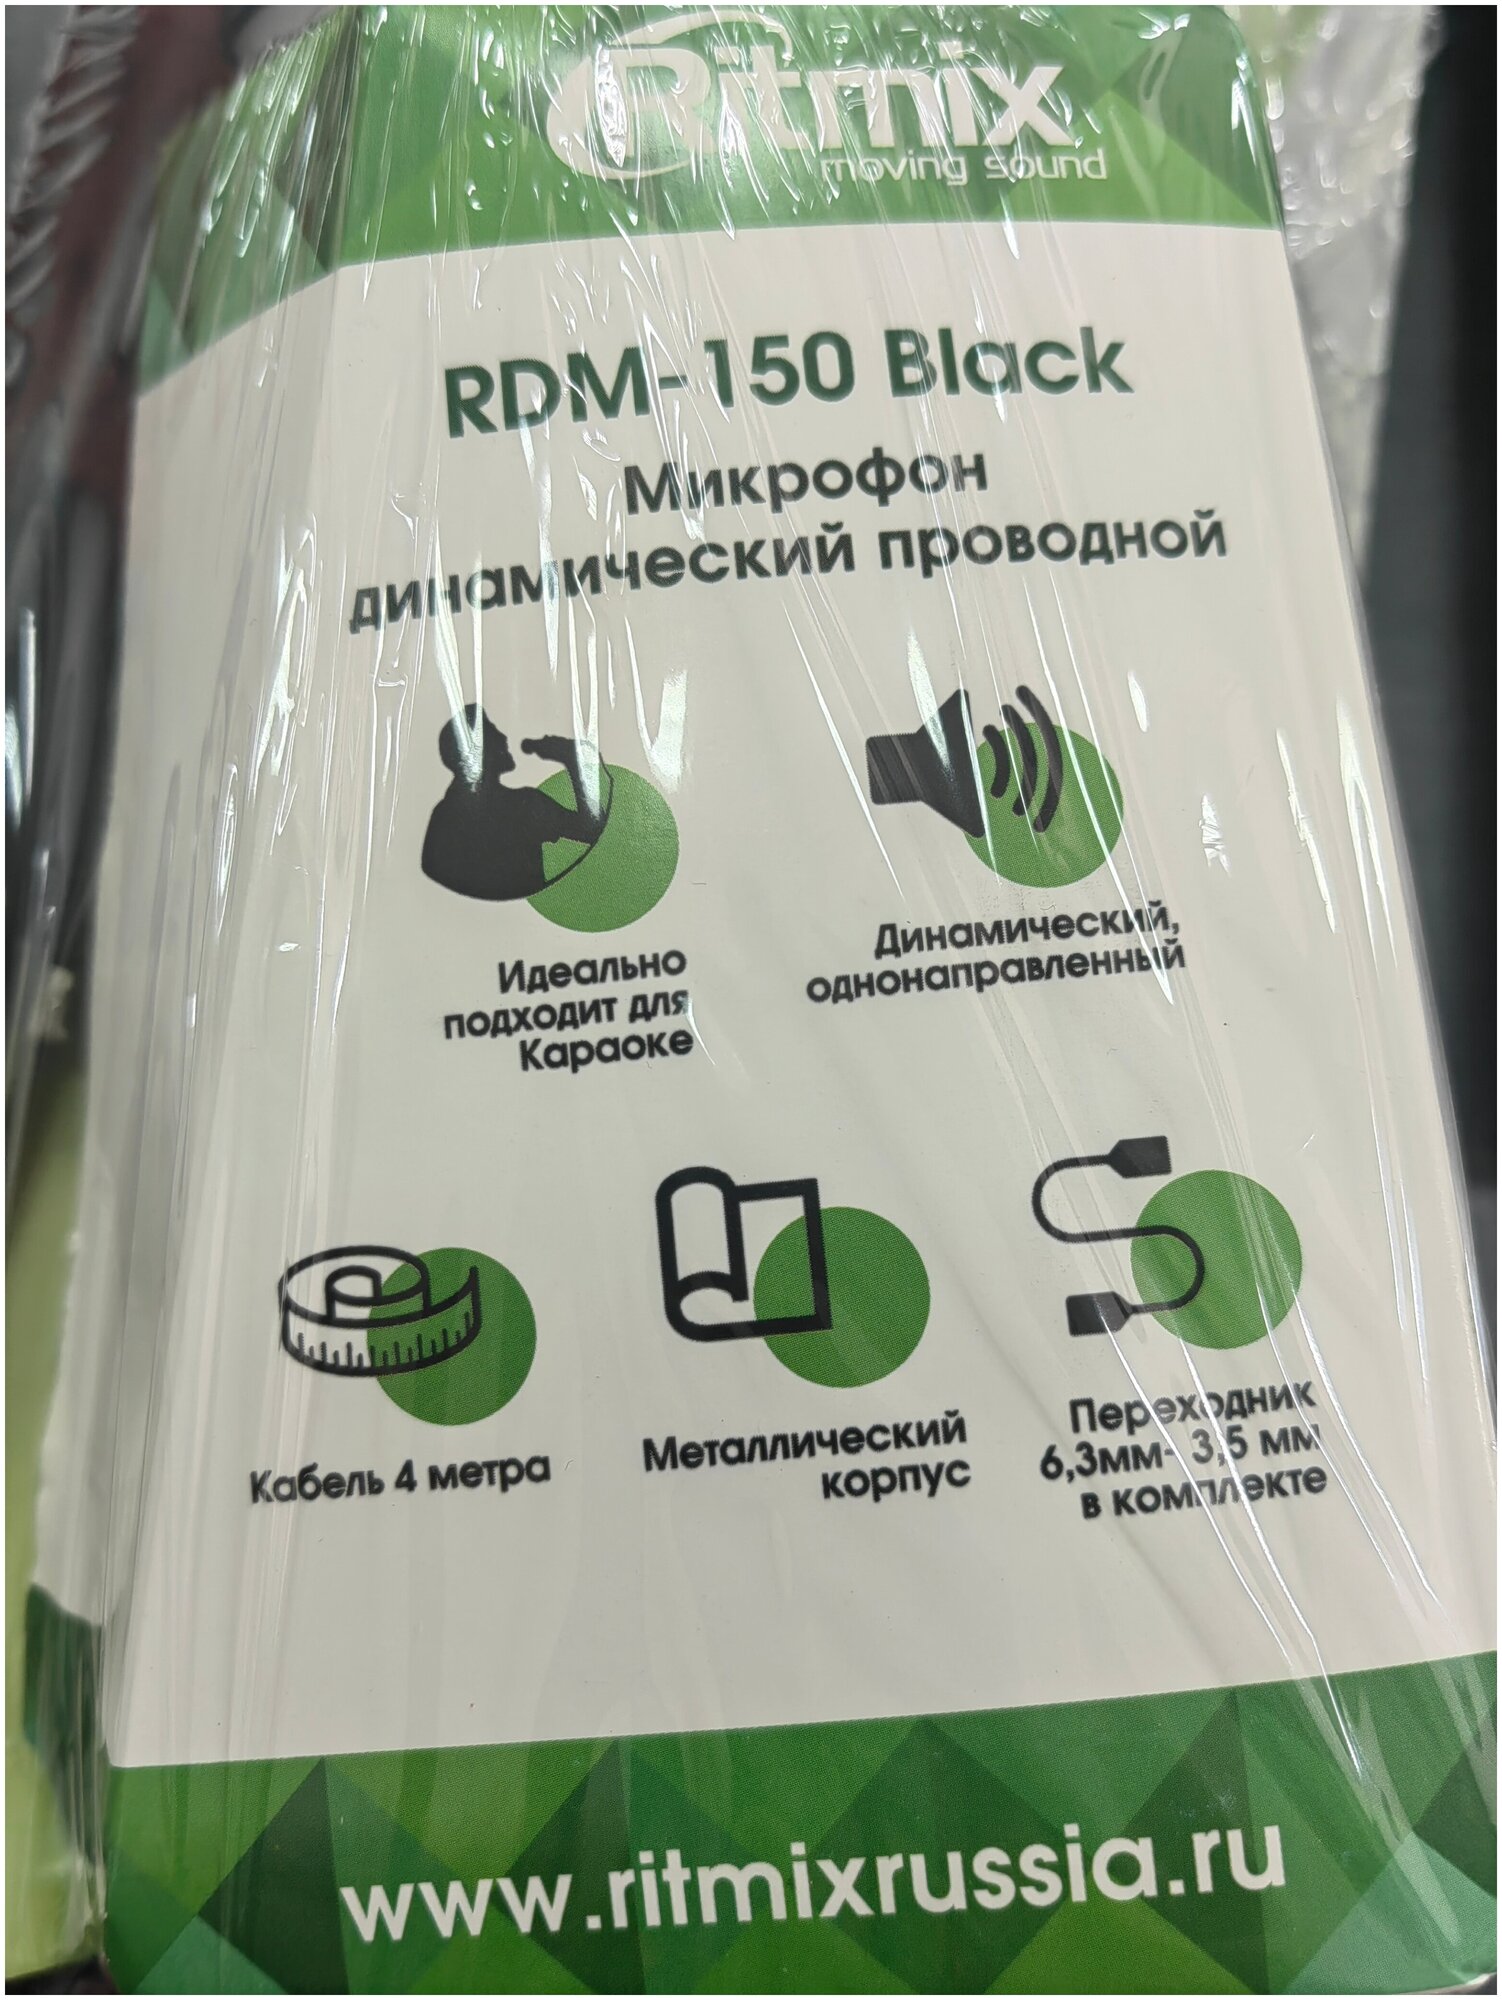 Ritmix
moving sound
RDM-150 Black
Микрофон
динамический проводной
Идеально
подходит для
Караоке
Динамический,
однонаправленный
Кабель 4 метра
Металлический
корпус
Переходник
6,3мм- 3,5 мм
в комплекте
www.ritmixrussia.ru